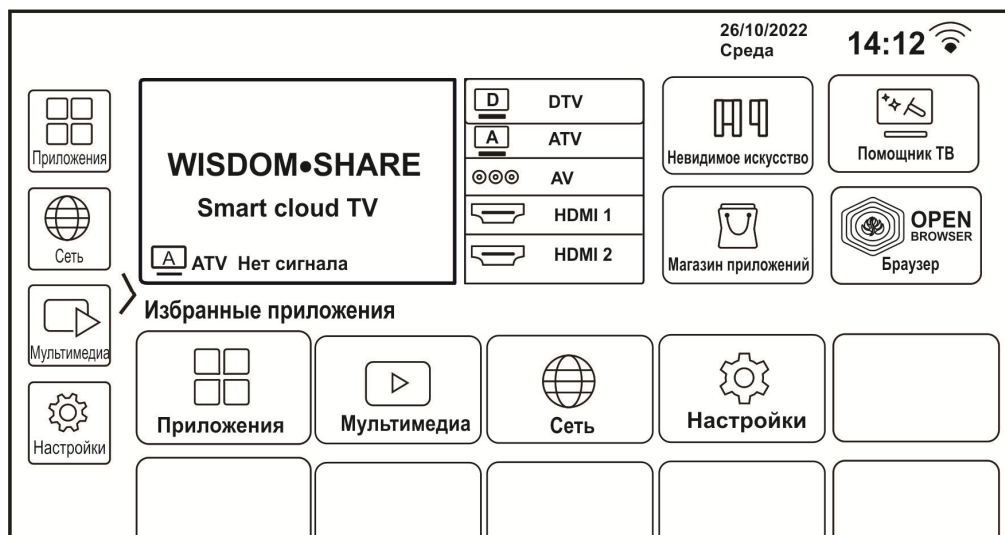 26/10/2022
Среда
14:12
Приложения
Сеть
Мультимедиа
Настройки
WISDOM•SHARE
Smart cloud TV
A
ATV Нет сигнала
D DTV
A ATV
AV
HDMI 1
HDMI 2
Невидимое искусство
Помощник ТВ
Магазин приложений
OPEN
BROWSER
Браузер
Избранные приложения
Приложения
Мультимедиа
Сеть
Настройки